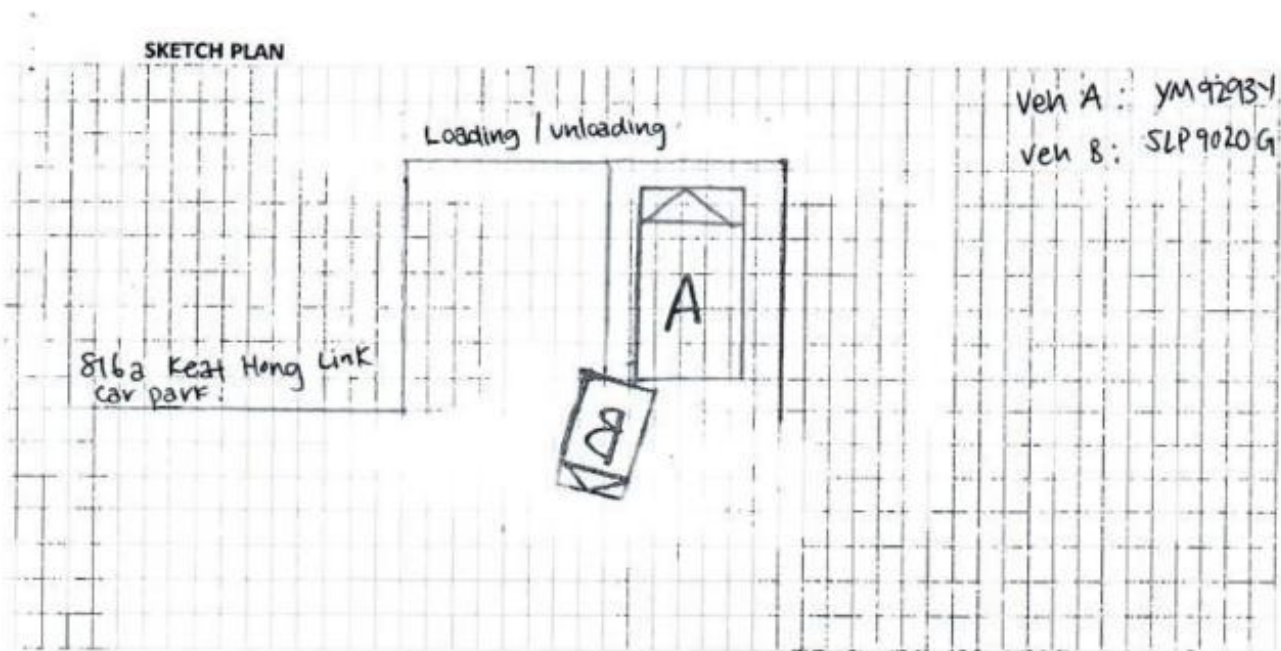 SKETCH PLAN
Veh A: YM9293Y
Veh B: SLP9020G
Loading / unloading
A
816a Keat Hong Link
car park.
B